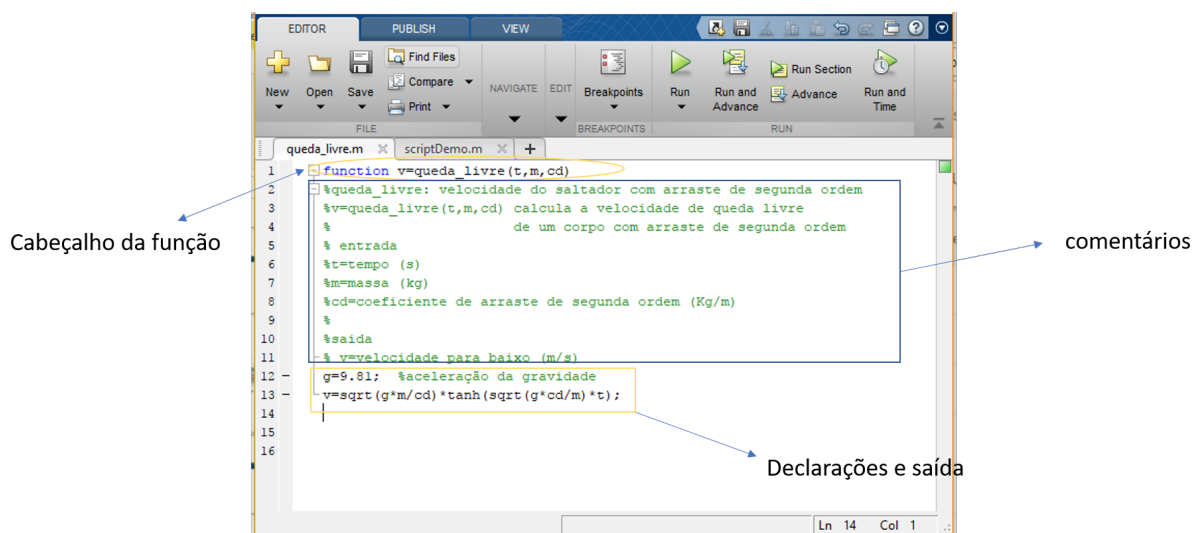 EDITOR PUBLISH VIEW
New Open Save Find Files Compare Print NAVIGATE EDIT Breakpoints Run Run and Advance Run Section Advance Run and Time
FILE BREAKPOINTS RUN
queda_livre.m scriptDemo.m
1 function v=queda_livre(t,m,cd)
2 %queda_livre: velocidade do saltador com arraste de segunda ordem
3 %v=queda_livre(t,m,cd) calcula a velocidade de queda livre
4 % de um corpo com arraste de segunda ordem
5 % entrada
6 %t=tempo (s)
7 %m=massa (kg)
8 %cd=coeficiente de arraste de segunda ordem (Kg/m)
9 %
10 %saida
11 % v=velocidade para baixo (m/s)
12 g=9.81; %aceleração da gravidade
13 v=sqrt(g*m/cd)*tanh(sqrt(g*cd/m)*t);
14
15
16
Cabeçalho da função
comentários
Declarações e saída
Ln 14 Col 1